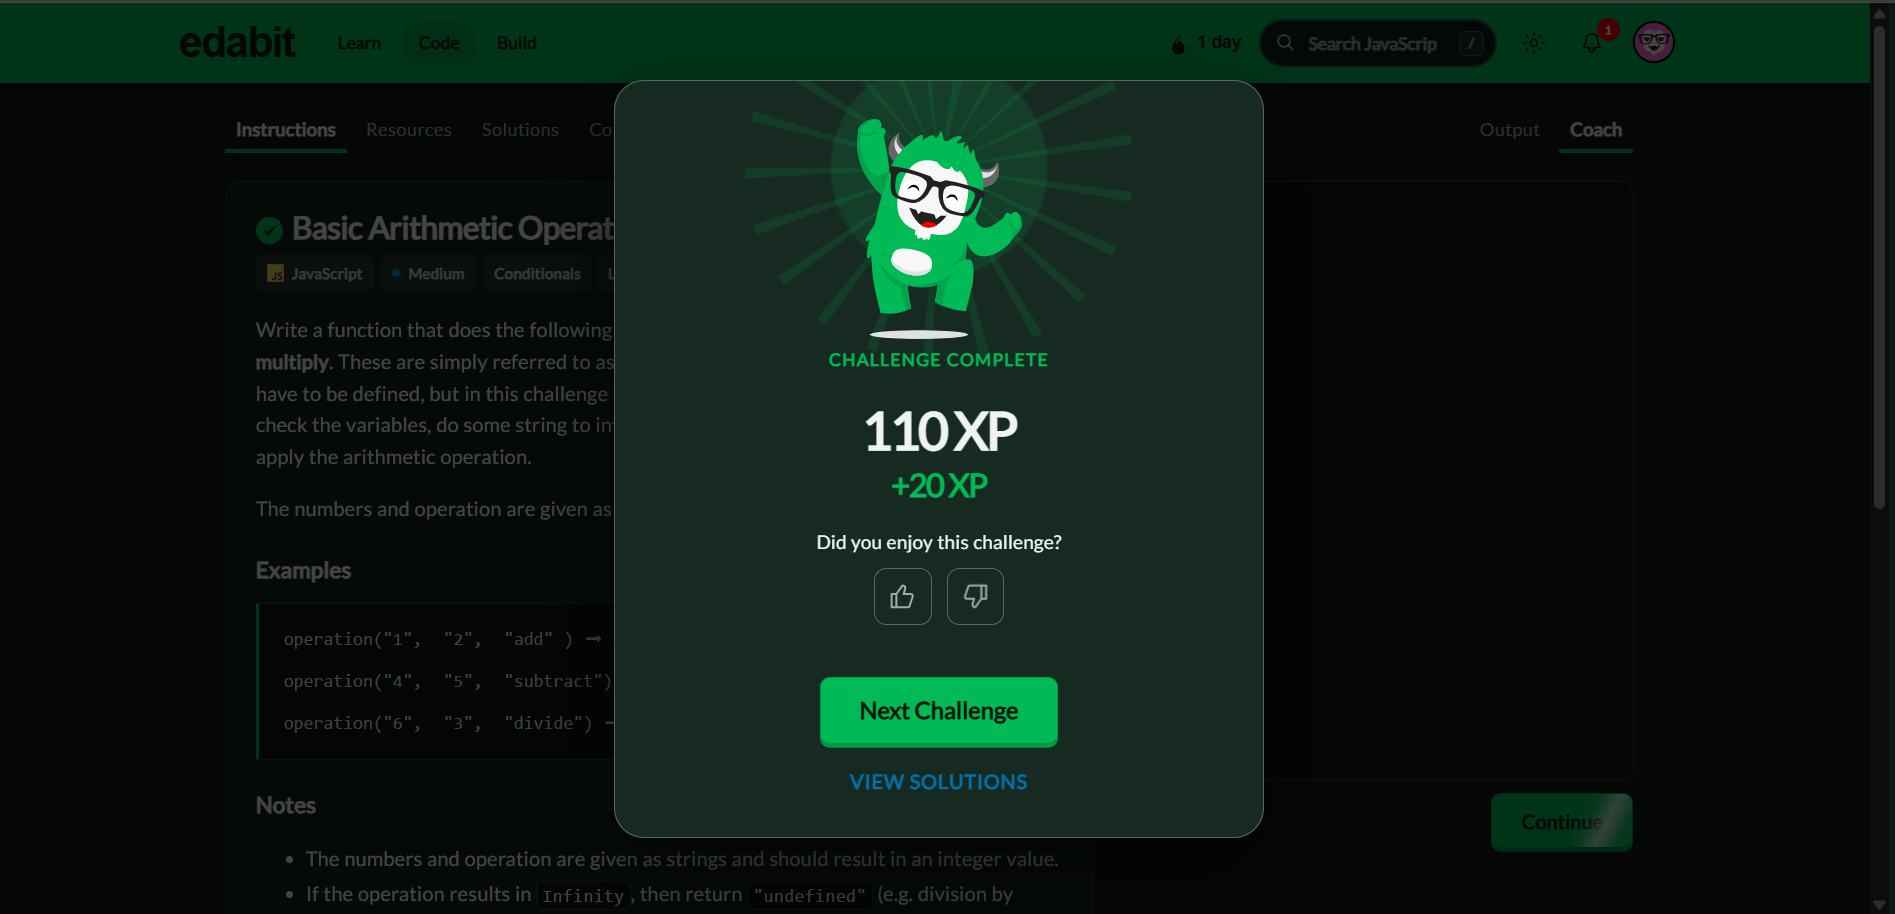 edabit
Learn
Code
Build
1 day
Search JavaScrip
/
1
Instructions
Resources
Solutions
Co
Output
Coach
Basic Arithmetic Operat
JS JavaScript
Medium
Conditionals
L
Write a function that does the following
multiply. These are simply referred to as
have to be defined, but in this challenge
check the variables, do some string to in
apply the arithmetic operation.
The numbers and operation are given as
Examples
operation("1", "2", "add" ) →
operation("4", "5", "subtract")
operation("6", "3", "divide")
Notes
• The numbers and operation are given as strings and should result in an integer value.
• If the operation results in Infinity, then return "undefined" (e.g. division by
CHALLENGE COMPLETE
110 XP
+20 XP
Did you enjoy this challenge?
Next Challenge
VIEW SOLUTIONS
Continue